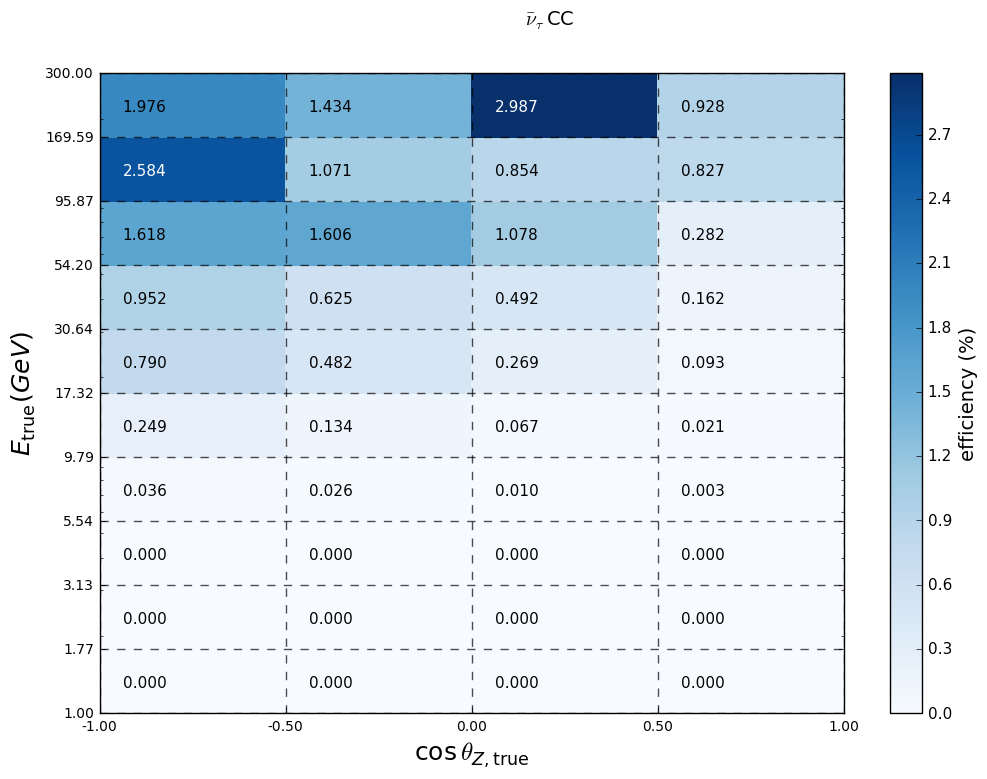 ν̄τ CC
300.00
1.976 1.434 2.987 0.928
169.59
2.584 1.071 0.854 0.827
95.87
1.618 1.606 1.078 0.282
54.20
0.952 0.625 0.492 0.162
30.64
0.790 0.482 0.269 0.093
17.32
0.249 0.134 0.067 0.021
9.79
0.036 0.026 0.010 0.003
5.54
0.000 0.000 0.000 0.000
3.13
0.000 0.000 0.000 0.000
1.77
0.000 0.000 0.000 0.000
1.00
E true (GeV)
-1.00 -0.50 0.00 0.50 1.00
cos θ Z, true
2.7
2.4
2.1
1.8
1.5
1.2
0.9
0.6
0.3
0.0
efficiency (%)